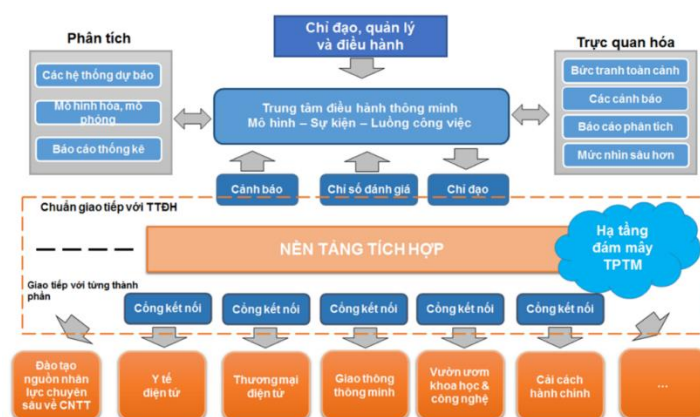 Chỉ đạo, quản lý
và điều hành
Phân tích
Các hệ thống dự báo
Mô hình hóa, mô
phỏng
Báo cáo thống kê
Trung tâm điều hành thông minh
Mô hình – Sự kiện – Luồng công việc
Trực quan hóa
Bức tranh toàn cảnh
Các cảnh báo
Báo cáo phân tích
Mức nhìn sâu hơn
Cảnh báo
Chỉ số đánh giá
Chỉ đạo
Chuẩn giao tiếp với TTĐH
NỀN TẢNG TÍCH HỢP
Hạ tầng
đám mây
TPTM
Giao tiếp với từng thành
phần
Cổng kết nối
Cổng kết nối
Cổng kết nối
Cổng kết nối
Cổng kết nối
Đào tạo
nguồn nhân
lực chuyên
sâu về CNTT
Y tế
điện tử
Thương mại
điện tử
Giao thông
thông minh
Vườn ươm
khoa học &
công nghệ
Cải cách
hành chính
...